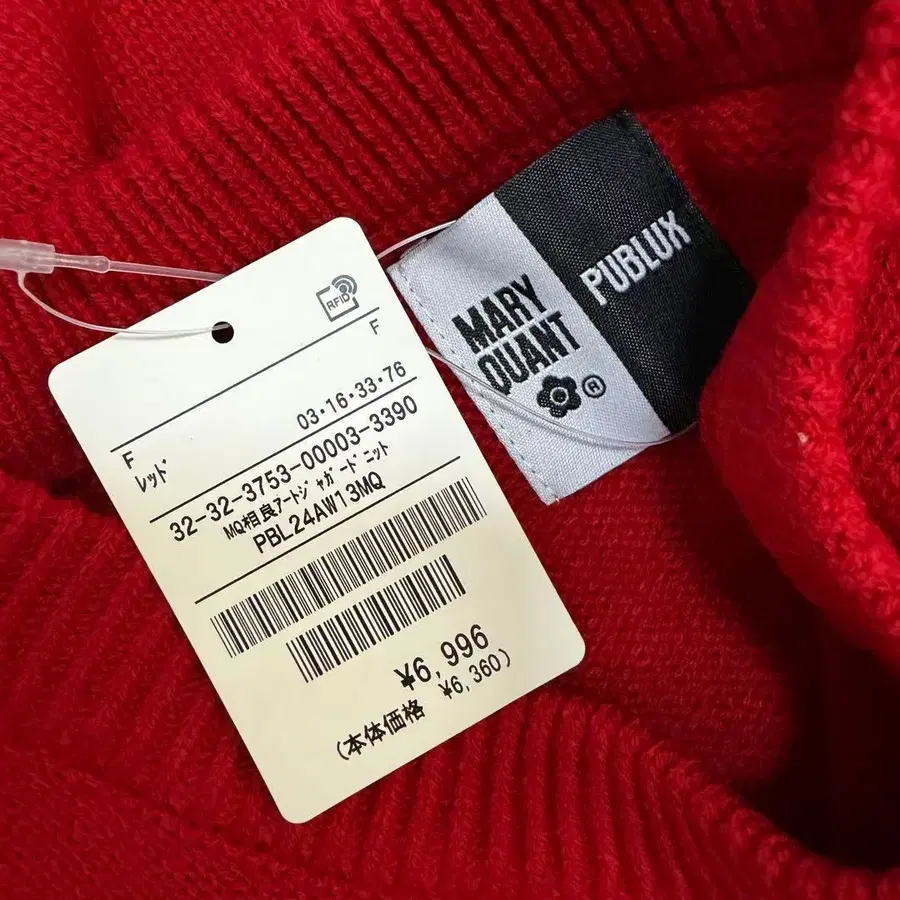 RFID
F
03・16・33・76
F
レッド
32-32-3753-00003-3390
MQ相良アートジャガードニット
PBL24AW13MQ
¥6,996
(本体価格 ¥6,360)
MARY
QUANT
®
PUBLUX